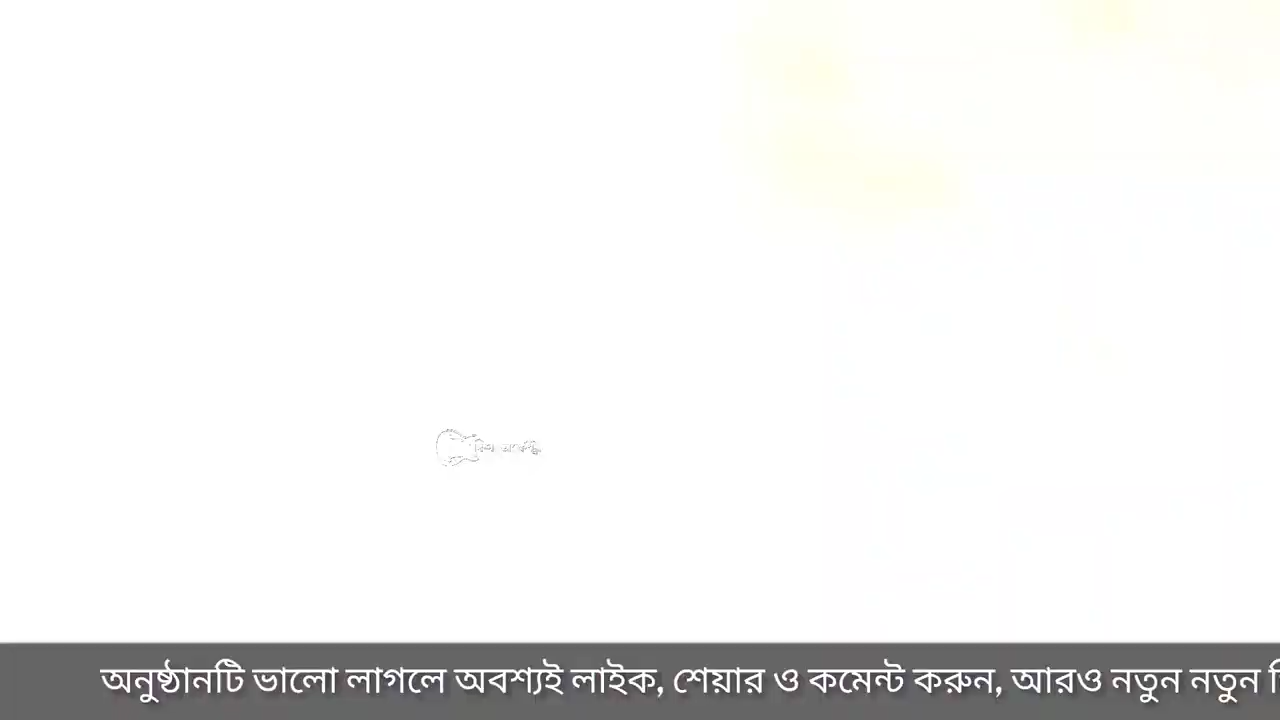 অনুষ্ঠানটি ভালো লাগলে অবশ্যই লাইক, শেয়ার ও কমেন্ট করুন, আরও নতুন নতুন